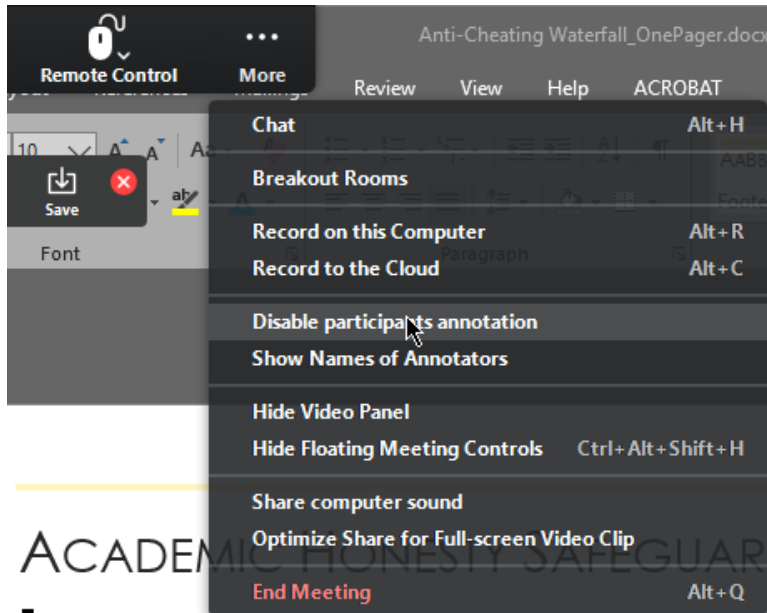 Anti-Cheating Waterfall_OnePager.docx
Remote Control More
Review View Help ACROBAT
Chat Alt+H
10
Breakout Rooms
Save
Record on this Computer Alt+R
Font Paragraph
Record to the Cloud Alt+C
Disable participants annotation
Show Names of Annotators
Hide Video Panel
Hide Floating Meeting Controls Ctrl+Alt+Shift+H
Share computer sound
Optimize Share for Full-screen Video Clip
ACADEMIC HONESTY
End Meeting Alt+Q